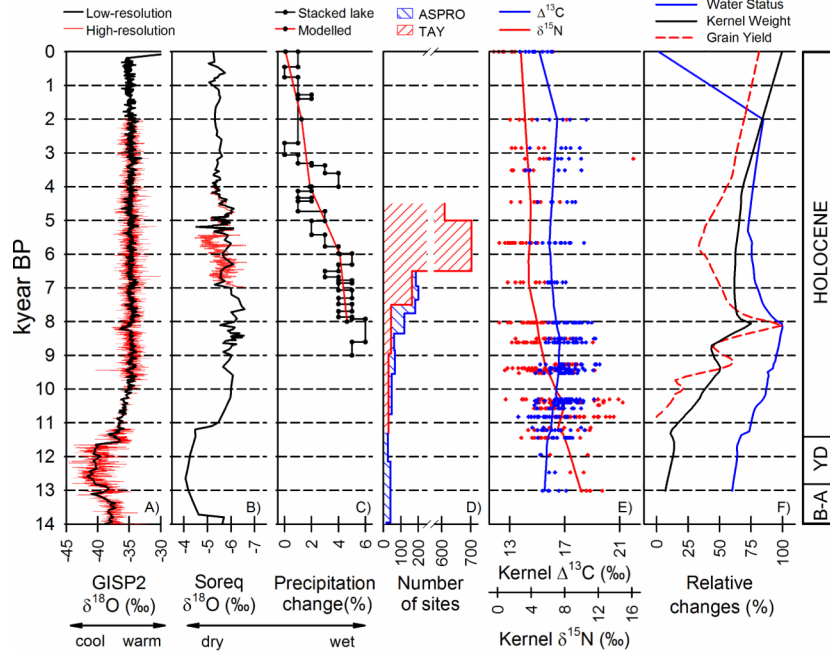 Low-resolution
High-resolution
Stacked lake
Modelled
ASPRO
TAY
Δ¹³C
δ¹⁵N
Water Status
Kernel Weight
Grain Yield
kyear BP
0
1
2
3
4
5
6
7
8
9
10
11
12
13
14
A)
B)
C)
D)
E)
F)
HOLOCENE
YD
B-A
-45 -40 -35 -30
-4 -5 -6 -7
0 2 4 6
0 100 200 600 700
13 17 21
0 25 50 75 100
GISP2
δ¹⁸O (‰)
cool warm
Soreq
δ¹⁸O (‰)
dry wet
Precipitation
change(%)
Number
of sites
Kernel Δ¹³C (‰)
0 4 8 12 16
Kernel δ¹⁵N (‰)
Relative
changes (%)